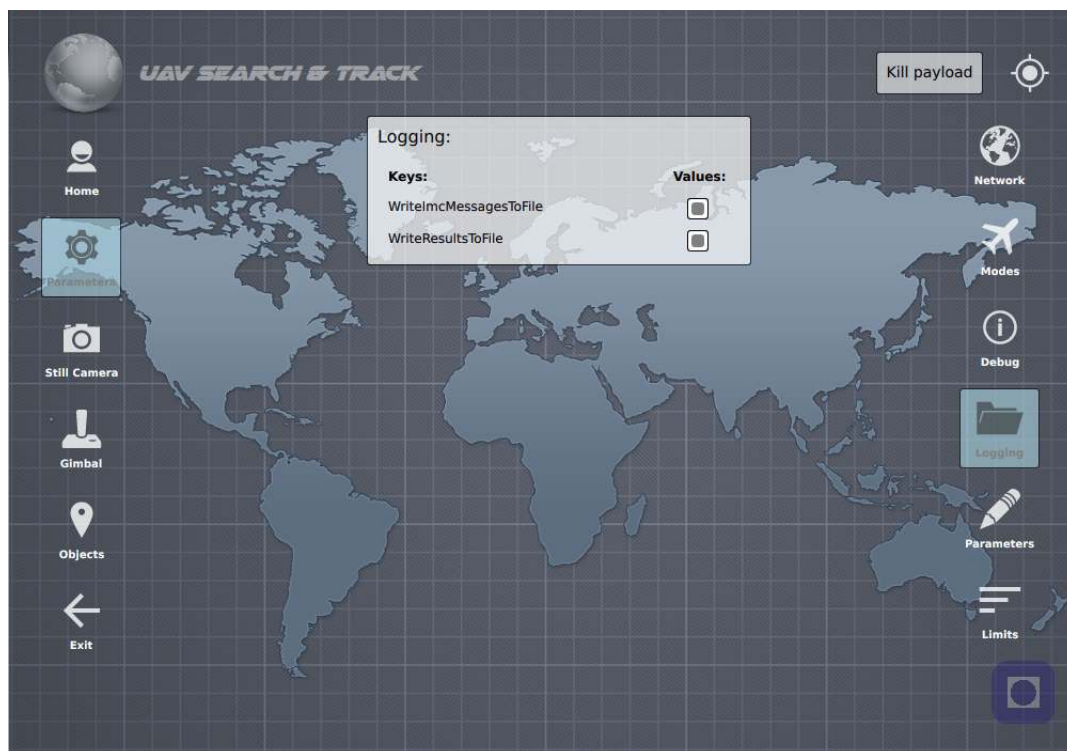 UAV SEARCH & TRACK
Kill payload
Home
Parameters
Still Camera
Gimbal
Objects
Exit
Logging:
Keys: Values:
WriteImcMessagesToFile
WriteResultsToFile
Network
Modes
Debug
Logging
Parameters
Limits